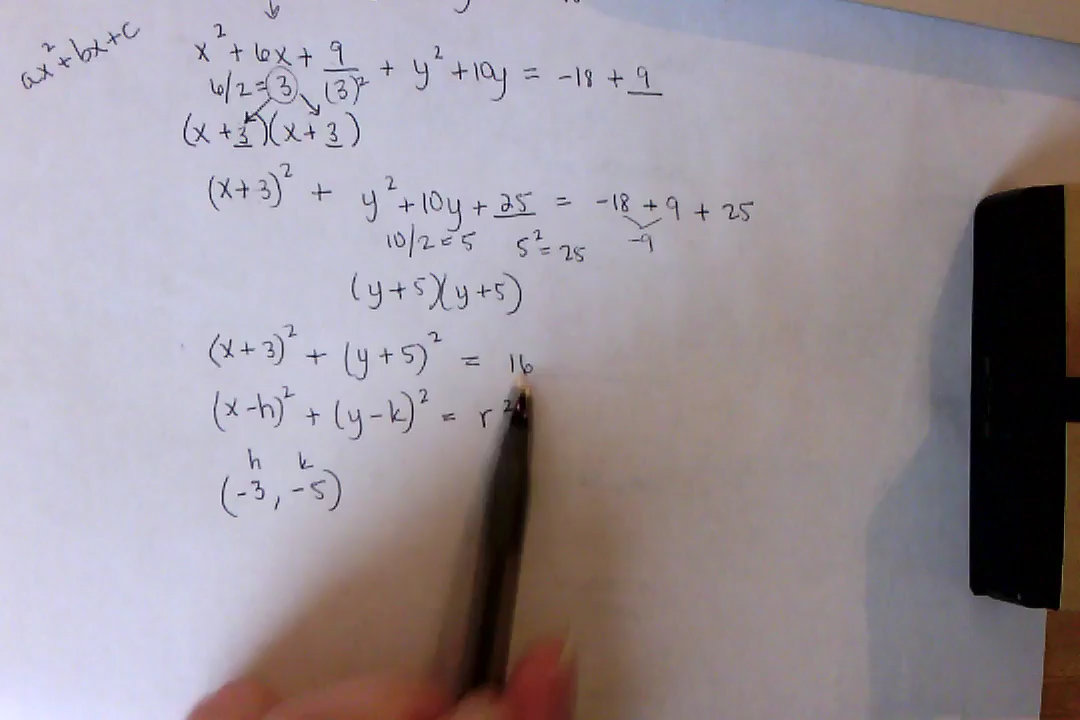 ax² + bx + c
x² + 6x + 9 + y² + 10y = -18 + 9
6/2 = 3 (3)²
(x + 3)(x + 3)
(x+3)² + y² + 10y + 25 = -18 + 9 + 25
10/2 = 5 5² = 25 -9
(y+5)(y+5)
(x+3)² + (y+5)² = 16
(x-h)² + (y-k)² = r²
h k
(-3, -5)